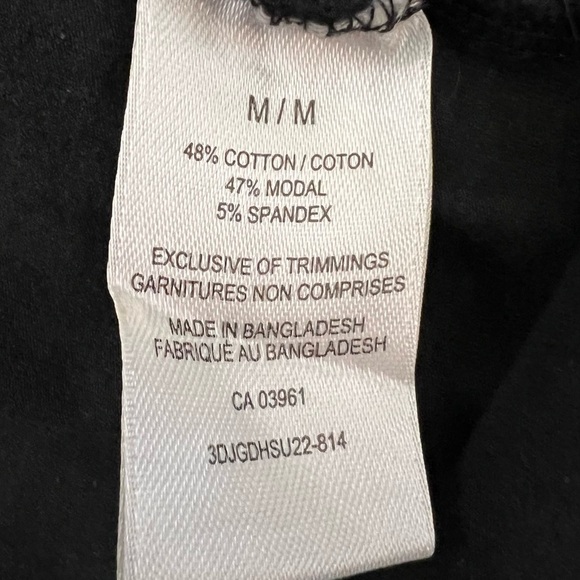 M / M
48% COTTON / COTON
47% MODAL
5% SPANDEX
EXCLUSIVE OF TRIMMINGS
GARNITURES NON COMPRISES
MADE IN BANGLADESH
FABRIQUÉ AU BANGLADESH
CA 03961
3DJGDHSU22-814